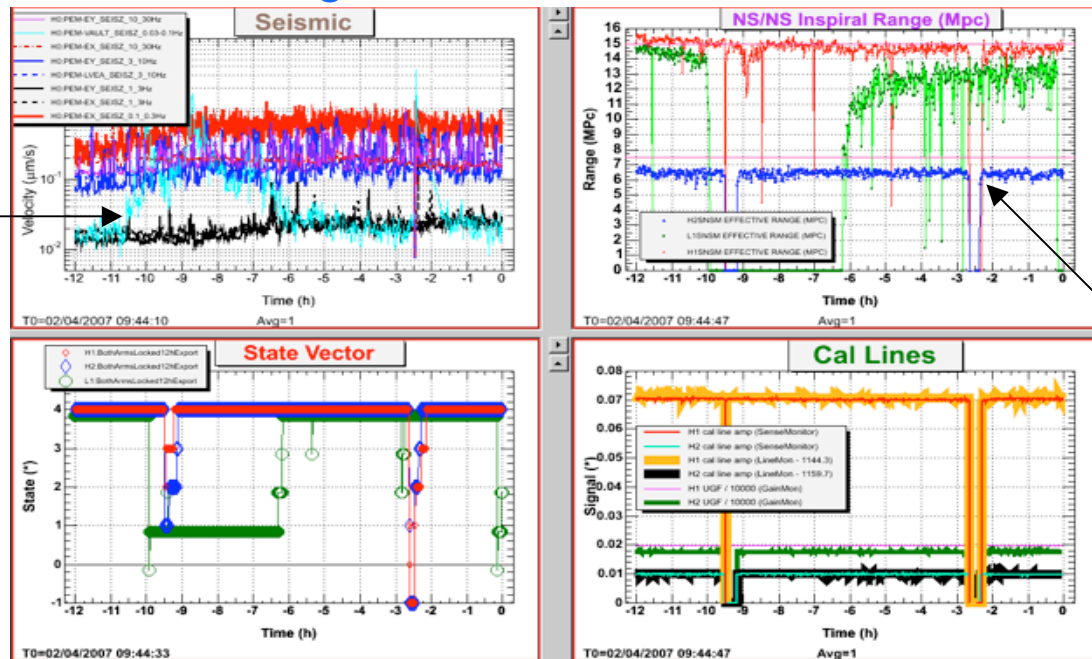 Seismic
H0:PEM-EY_SEISZ_10_30Hz
H0:PEM-VAULT_SEISZ_0.03-0.1Hz
H0:PEM-EX_SEISZ_10_30Hz
H0:PEM-EY_SEISZ_3_10Hz
H0:PEM-LVEA_SEISZ_3_10Hz
H0:PEM-EY_SEISZ_1_3Hz
H0:PEM-EX_SEISZ_1_3Hz
H0:PEM-EX_SEISZ_0.1_0.3Hz
Velocity (μm/s)
10⁻¹
10⁻²
-12 -11 -10 -9 -8 -7 -6 -5 -4 -3 -2 -1 0
Time (h)
T0=02/04/2007 09:44:10 Avg=1
NS/NS Inspiral Range (Mpc)
Range (MPc)
16
15
14
13
12
11
10
9
8
7
6
5
4
3
2
1
0
H2SNSM EFFECTIVE RANGE (MPC)
L1SNSM EFFECTIVE RANGE (MPC)
H1SNSM EFFECTIVE RANGE (MPC)
-12 -11 -10 -9 -8 -7 -6 -5 -4 -3 -2 -1 0
Time (h)
T0=02/04/2007 09:44:47 Avg=1
State Vector
H1:BothArmsLocked12hExport
H2:BothArmsLocked12hExport
L1:BothArmsLocked12hExport
State (*)
4
3
2
1
0
-1
-12 -11 -10 -9 -8 -7 -6 -5 -4 -3 -2 -1 0
Time (h)
T0=02/04/2007 09:44:33
Cal Lines
Signal (*)
0.08
0.07
0.06
0.05
0.04
0.03
0.02
0.01
0
H1 cal line amp (SenseMonitor)
H2 cal line amp (SenseMonitor)
H1 cal line amp (LineMon - 1144.3)
H2 cal line amp (LineMon - 1159.7)
H1 UGF / 10000 (GainMon)
H2 UGF / 10000 (GainMon)
-12 -11 -10 -9 -8 -7 -6 -5 -4 -3 -2 -1 0
Time (h)
T0=02/04/2007 09:44:47 Avg=1